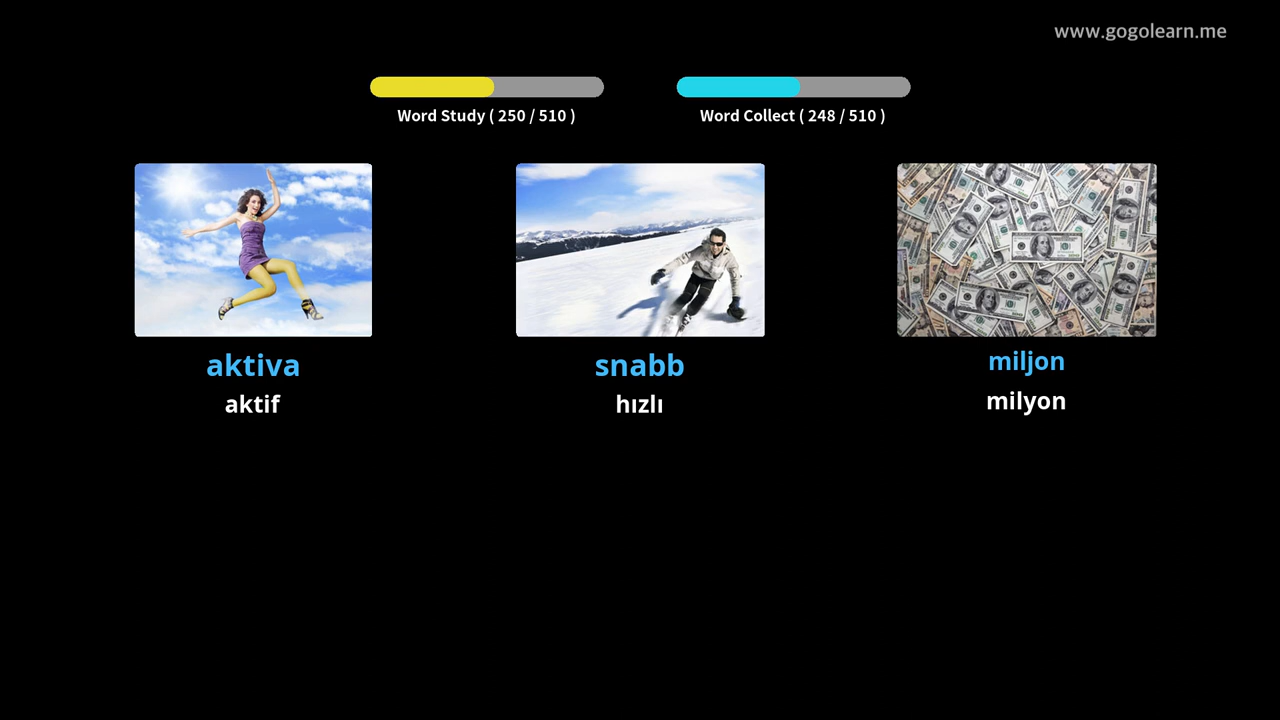 www.gogolearn.me
Word Study ( 250 / 510 )
Word Collect ( 248 / 510 )
aktiva
aktif
snabb
hızlı
miljon
milyon